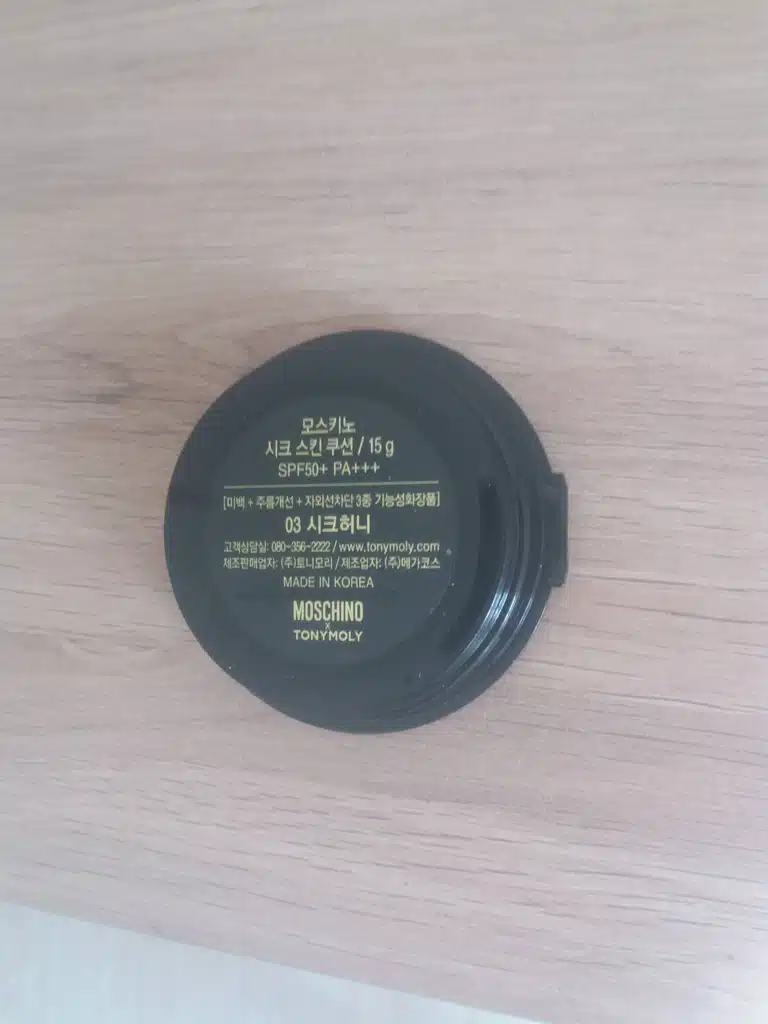 모스키노
시크 스킨 쿠션 / 15 g
SPF50+ PA+++
[미백 + 주름개선 + 자외선차단 3중 기능성화장품]
03 시크허니
고객상담실: 080-356-2222 / www.tonymoly.com
제조판매업자: (주)토니모리 / 제조업자: (주)메가코스
MADE IN KOREA
MOSCHINO
X
TONYMOLY